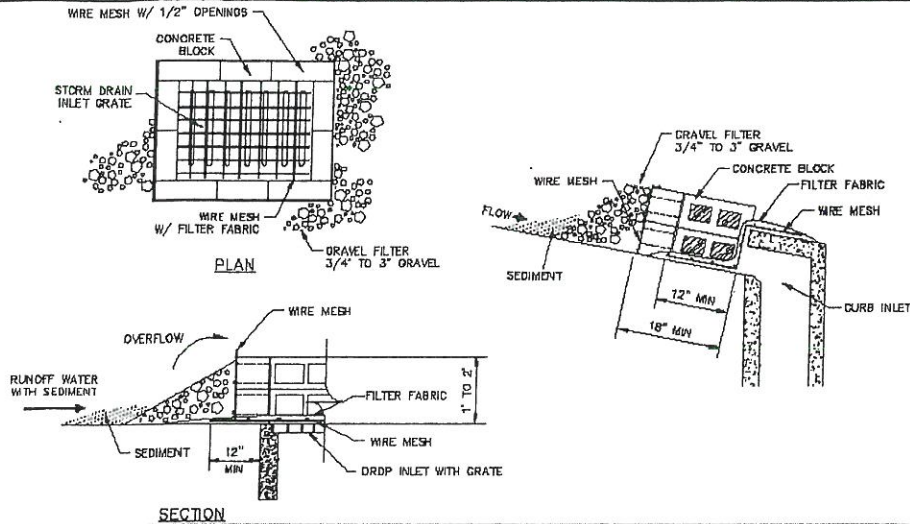 WIRE MESH W/ 1/2" OPENINGS
CONCRETE
BLOCK
STORM DRAIN
INLET GRATE
WIRE MESH
W/ FILTER FABRIC
GRAVEL FILTER
3/4" TO 3" GRAVEL
PLAN
GRAVEL FILTER
3/4" TO 3" GRAVEL
CONCRETE BLOCK
FILTER FABRIC
WIRE MESH
WIRE MESH
FLOW
SEDIMENT
12" MIN
18" MIN
CURB INLET
WIRE MESH
OVERFLOW
RUNOFF WATER
WITH SEDIMENT
FILTER FABRIC
1' TO 2'
WIRE MESH
SEDIMENT
12"
MIN
DROP INLET WITH GRATE
SECTION